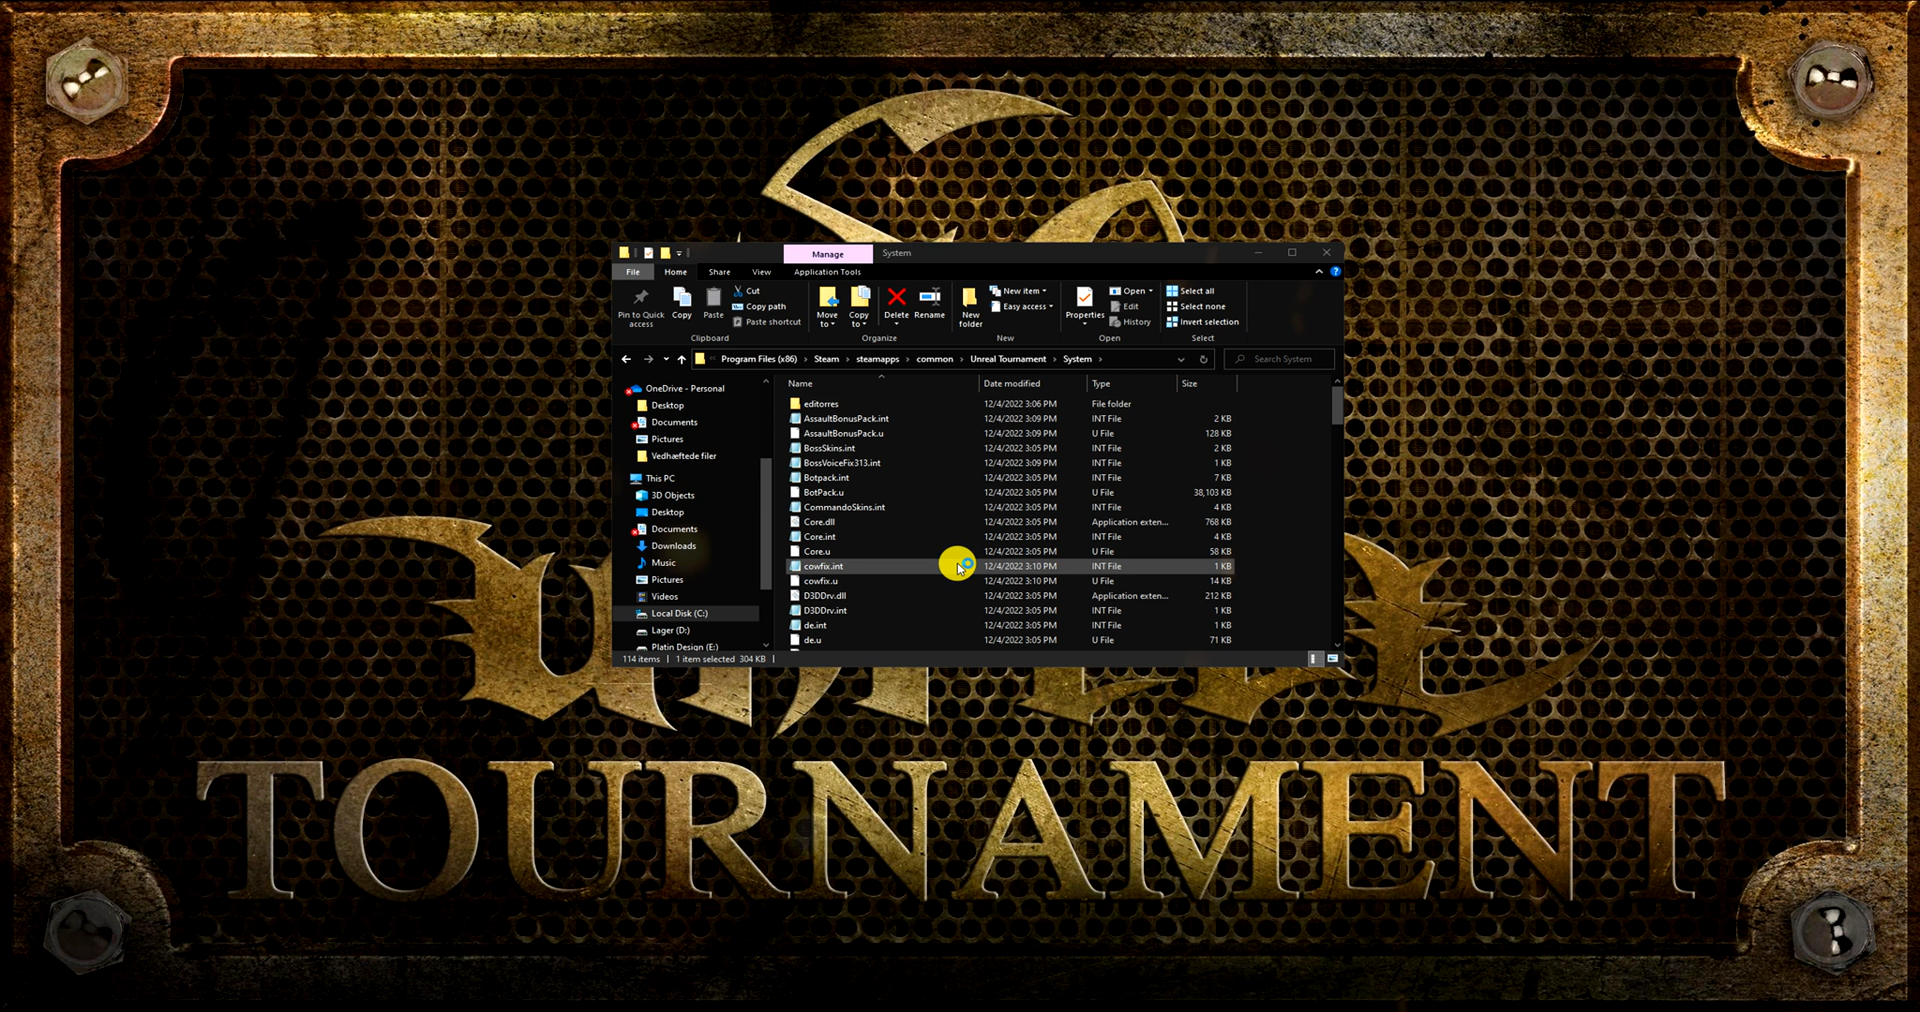 Manage
System
File
Home
Share
View
Application Tools
Pin to Quick access
Copy
Paste
Cut
Copy path
Paste shortcut
Clipboard
Move to
Copy to
Delete
Rename
Organize
New folder
New item
Easy access
New
Properties
Open
Edit
History
Open
Select all
Select none
Invert selection
Select
Program Files (x86) > Steam > steamapps > common > Unreal Tournament > System >
Search System
OneDrive - Personal
Desktop
Documents
Pictures
Vedhæftede filer
This PC
3D Objects
Desktop
Documents
Downloads
Music
Pictures
Videos
Local Disk (C:)
Lager (D:)
Platin Design (E:)
Name Date modified Type Size
editorres 12/4/2022 3:06 PM File folder
AssaultBonusPack.int 12/4/2022 3:09 PM INT File 2 KB
AssaultBonusPack.u 12/4/2022 3:09 PM U File 128 KB
BossSkins.int 12/4/2022 3:05 PM INT File 2 KB
BossVoiceFix313.int 12/4/2022 3:09 PM INT File 1 KB
Botpack.int 12/4/2022 3:05 PM INT File 7 KB
BotPack.u 12/4/2022 3:05 PM U File 38,103 KB
CommandoSkins.int 12/4/2022 3:05 PM INT File 4 KB
Core.dll 12/4/2022 3:05 PM Application exten... 768 KB
Core.int 12/4/2022 3:05 PM INT File 4 KB
Core.u 12/4/2022 3:05 PM U File 58 KB
cowfix.int 12/4/2022 3:10 PM INT File 1 KB
cowfix.u 12/4/2022 3:10 PM U File 14 KB
D3DDrv.dll 12/4/2022 3:05 PM Application exten... 212 KB
D3DDrv.int 12/4/2022 3:05 PM INT File 1 KB
de.int 12/4/2022 3:05 PM INT File 1 KB
de.u 12/4/2022 3:05 PM U File 71 KB
114 items 1 item selected 304 KB
TOURNAMENT